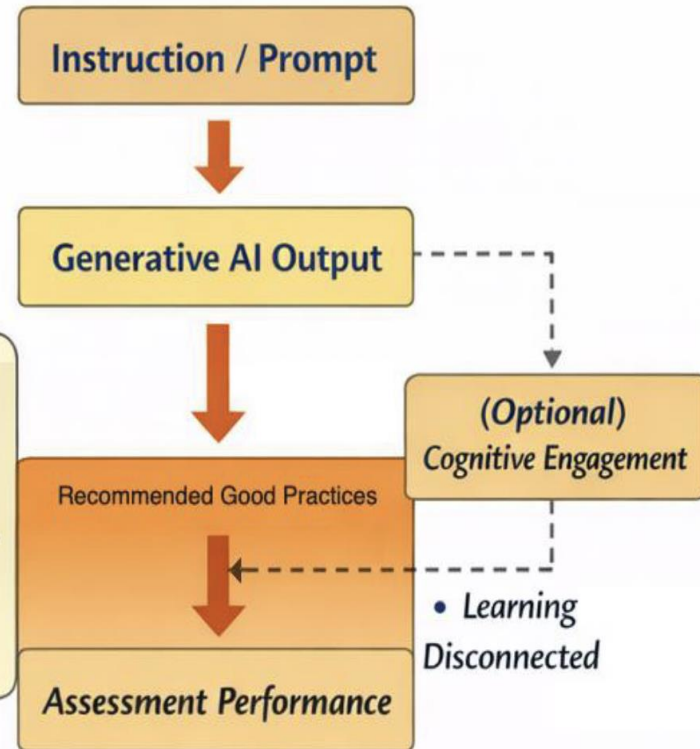 Instruction / Prompt
Generative AI Output
(Optional)
Cognitive Engagement
Recommended Good Practices
• Learning
Disconnected
Assessment Performance